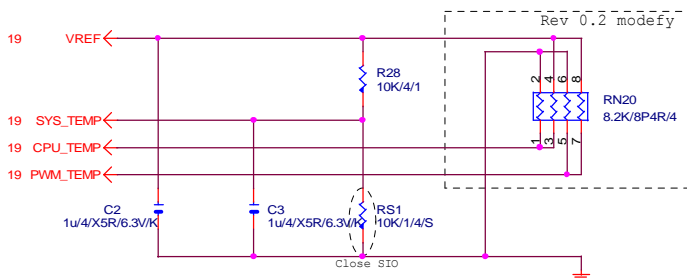 Rev 0.2 modefy
19 VREF
R28
10K/4/1
2 4 6 8
RN20
8.2K/8P4R/4
19 SYS_TEMP
1 3 5 7
19 CPU_TEMP
19 PWM_TEMP
C2
1u/4/X5R/6.3V/K
C3
1u/4/X5R/6.3V/K
RS1
10K/1/4/S
Close SIO